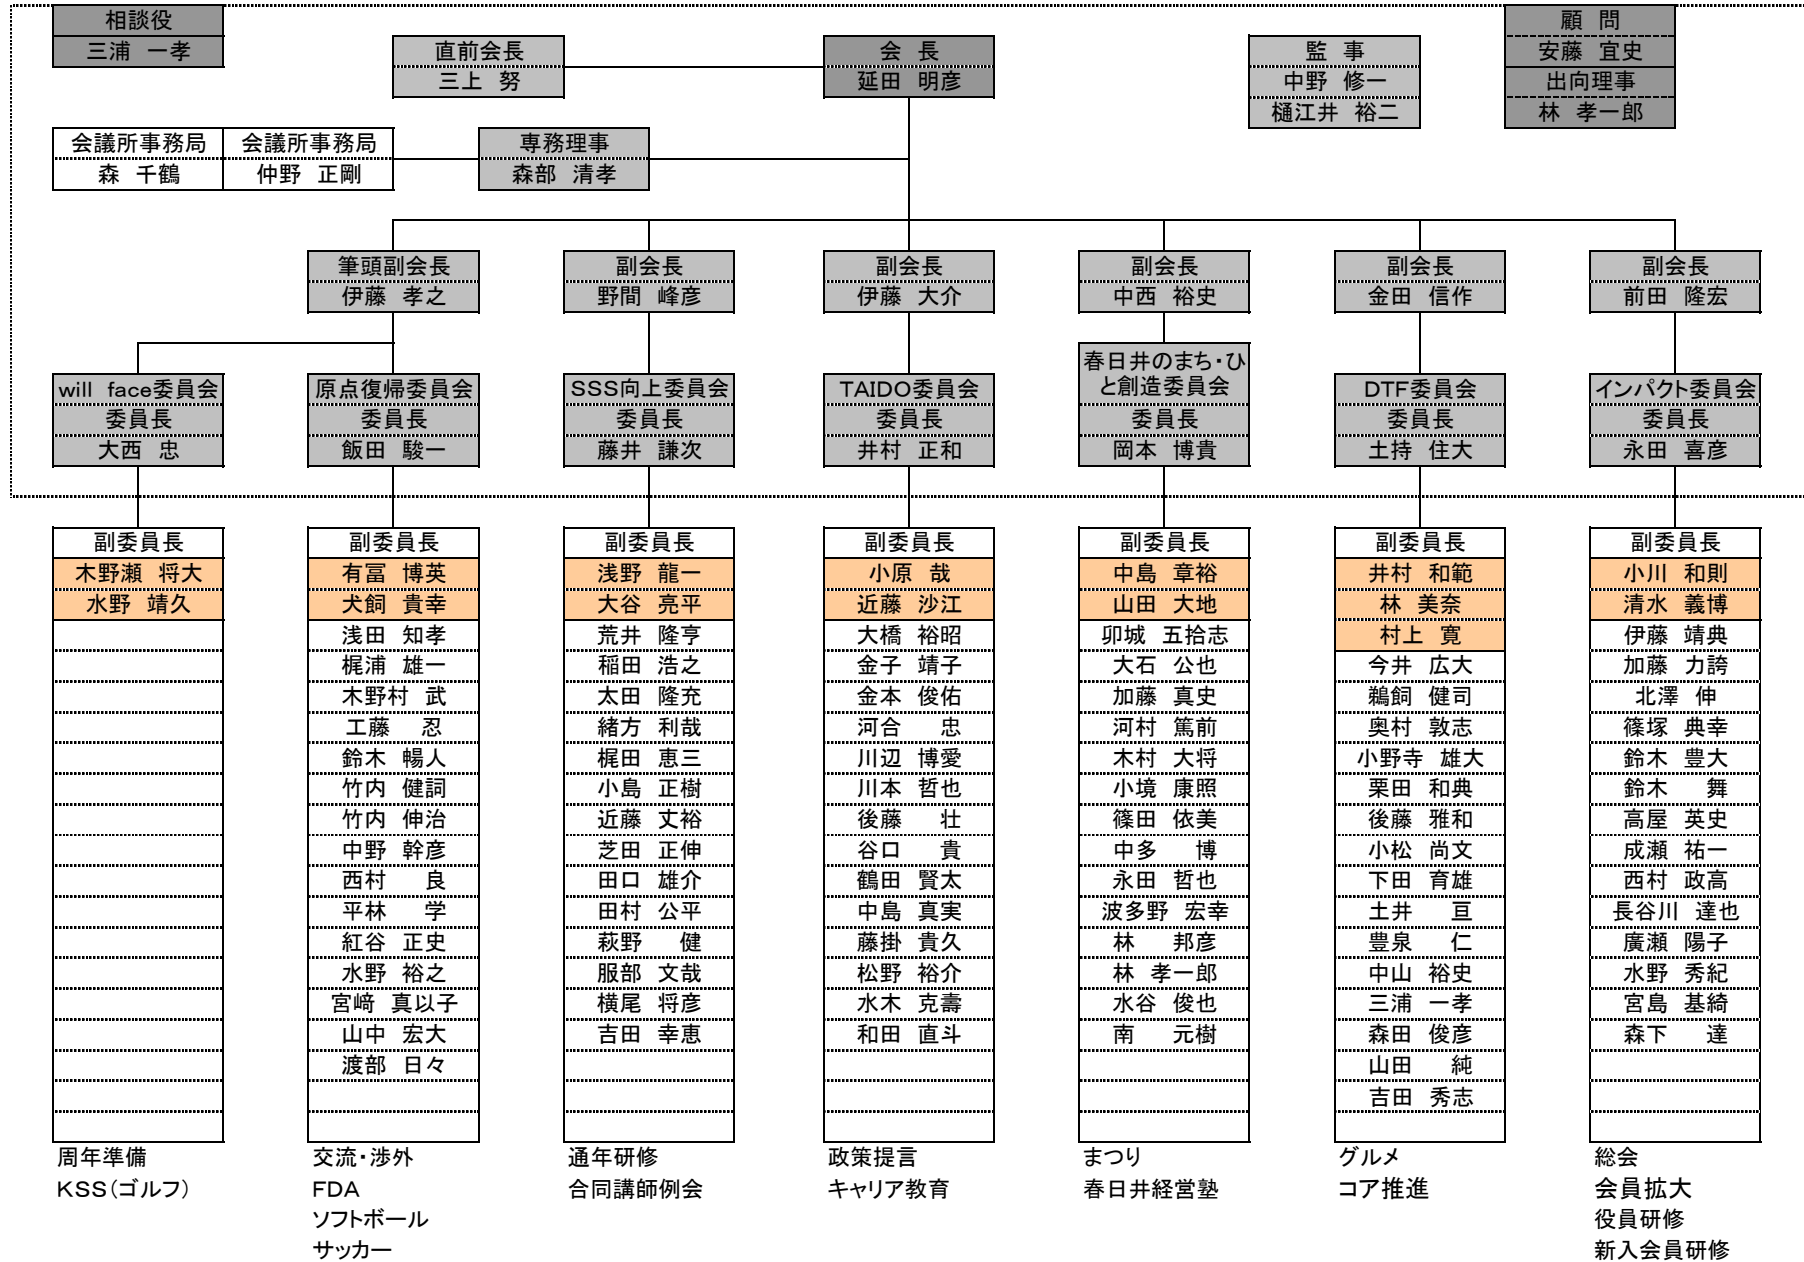 相談役
三浦 一孝
直前会長
三上 努
会 長
延田 明彦
監 事
中野 修一
樋江井 裕二
顧 問
安藤 宜史
出向理事
林 孝一郎
会議所事務局
森 千鶴
会議所事務局
仲野 正剛
専務理事
森部 清孝
筆頭副会長
伊藤 孝之
副会長
野間 峰彦
副会長
伊藤 大介
副会長
中西 裕史
副会長
金田 信作
副会長
前田 隆宏
will face委員会
委員長
大西 忠
原点復帰委員会
委員長
飯田 駿一
SSS向上委員会
委員長
藤井 謙次
TAIDO委員会
委員長
井村 正和
春日井のまち・ひ
と創造委員会
委員長
岡本 博貴
DTF委員会
委員長
土持 住大
インパクト委員会
委員長
永田 喜彦
副委員長
木野瀬 将大
水野 靖久
周年準備
KSS(ゴルフ)
副委員長
有冨 博英
犬飼 貴幸
浅田 知孝
梶浦 雄一
木野村 武
工藤 忍
鈴木 暢人
竹内 健詞
竹内 伸治
中野 幹彦
西村 良
平林 学
紅谷 正史
水野 裕之
宮﨑 真以子
山中 宏大
渡部 日々
交流・渉外
FDA
ソフトボール
サッカー
副委員長
浅野 龍一
大谷 亮平
荒井 隆亨
稲田 浩之
太田 隆充
緒方 利哉
梶田 恵三
小島 正樹
近藤 丈裕
芝田 正伸
田口 雄介
田村 公平
萩野 健
服部 文哉
横尾 将彦
吉田 幸恵
通年研修
合同講師例会
副委員長
小原 哉
近藤 沙江
大橋 裕昭
金子 靖子
金本 俊佑
河合 忠
川辺 博愛
川本 哲也
後藤 壮
谷口 貴
鶴田 賢太
中島 真実
藤掛 貴久
松野 裕介
水木 克壽
和田 直斗
政策提言
キャリア教育
副委員長
中島 章裕
山田 大地
卯城 五拾志
大石 公也
加藤 真史
河村 篤前
木村 大将
小境 康照
篠田 依美
中多 博
永田 哲也
波多野 宏幸
林 邦彦
林 孝一郎
水谷 俊也
南 元樹
まつり
春日井経営塾
副委員長
井村 和範
林 美奈
村上 寛
今井 広大
鵜飼 健司
奥村 敦志
小野寺 雄大
栗田 和典
後藤 雅和
小松 尚文
下田 育雄
土井 亘
豊泉 仁
中山 裕史
三浦 一孝
森田 俊彦
山田 純
吉田 秀志
グルメ
コア推進
副委員長
小川 和則
清水 義博
伊藤 靖典
加藤 力誇
北澤 伸
篠塚 典幸
鈴木 豊大
鈴木 舞
高屋 英史
成瀬 祐一
西村 政高
長谷川 達也
廣瀬 陽子
水野 秀紀
宮島 基綺
森下 達
総会
会員拡大
役員研修
新入会員研修